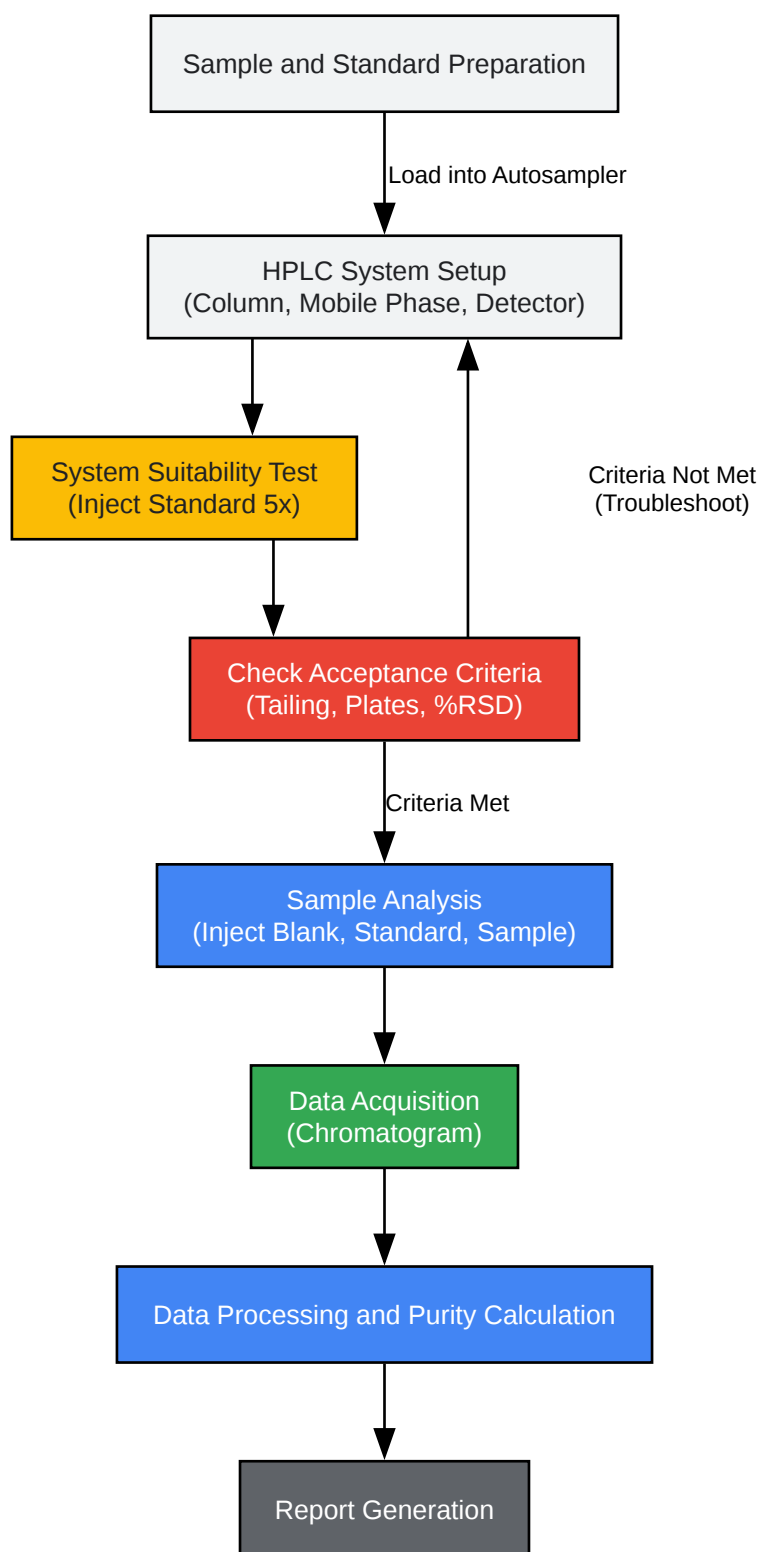 Sample and Standard Preparation
Load into Autosampler
HPLC System Setup
(Column, Mobile Phase, Detector)
System Suitability Test
(Inject Standard 5x)
Criteria Not Met
(Troubleshoot)
Check Acceptance Criteria
(Tailing, Plates, %RSD)
Criteria Met
Sample Analysis
(Inject Blank, Standard, Sample)
Data Acquisition
(Chromatogram)
Data Processing and Purity Calculation
Report Generation